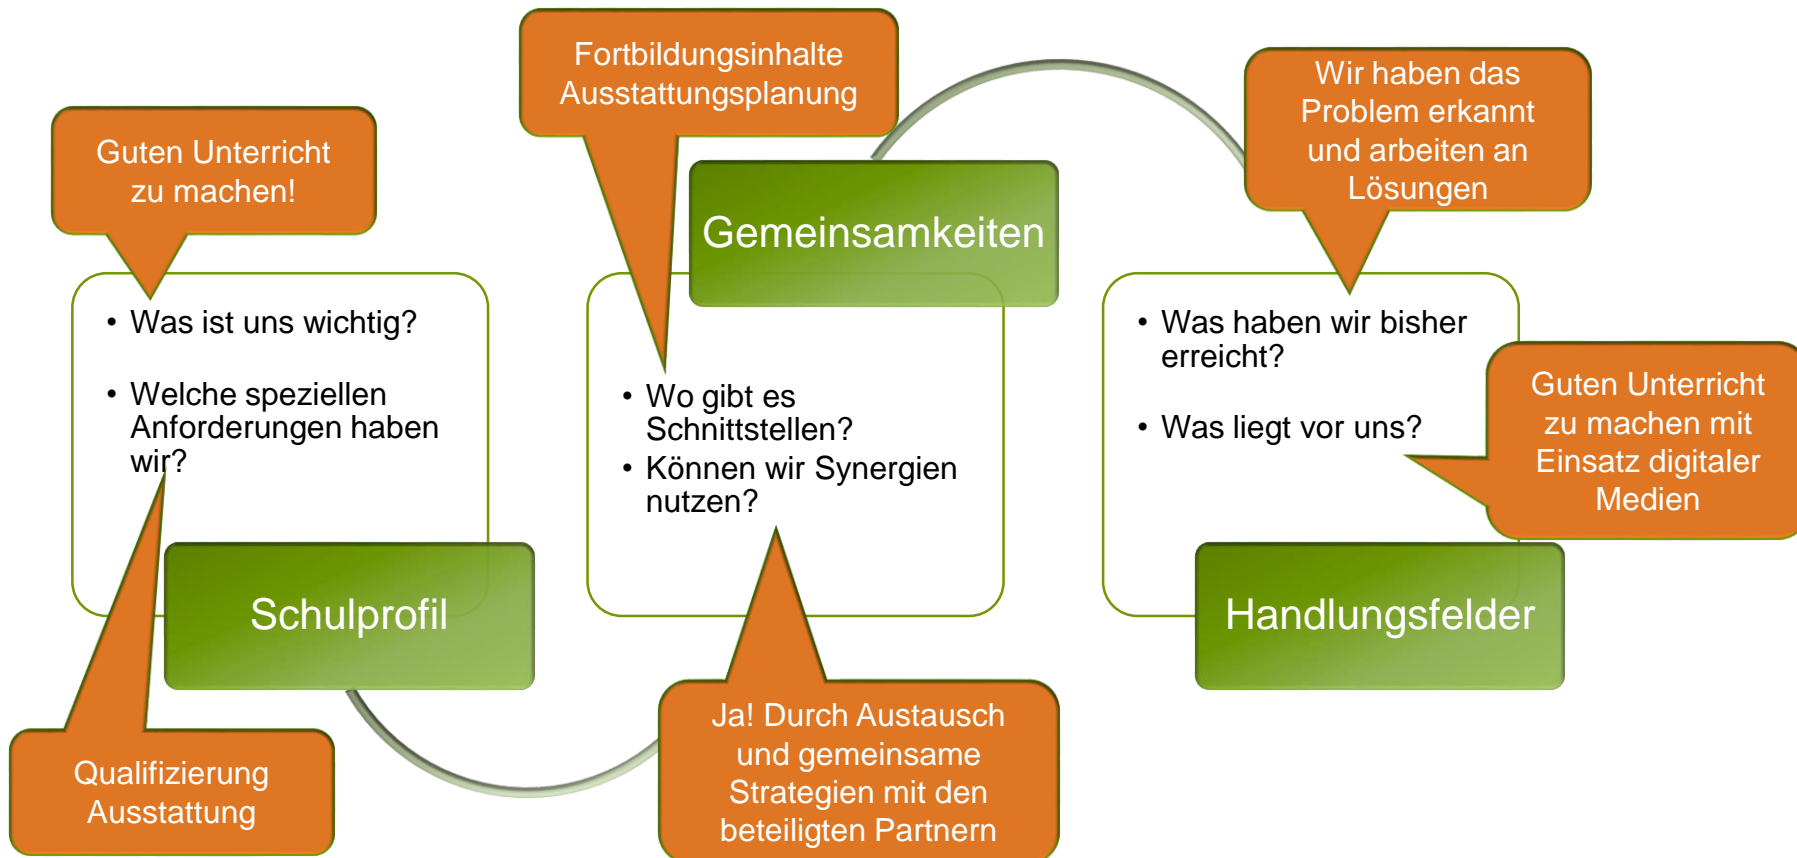 Guten Unterricht
zu machen!
• Was ist uns wichtig?
• Welche speziellen
Anforderungen haben
wir?
Schulprofil
Qualifizierung
Ausstattung
Fortbildungsinhalte
Ausstattungsplanung
Gemeinsamkeiten
• Wo gibt es
Schnittstellen?
• Können wir Synergien
nutzen?
Ja! Durch Austausch
und gemeinsame
Strategien mit den
beteiligten Partnern
Wir haben das
Problem erkannt
und arbeiten an
Lösungen
• Was haben wir bisher
erreicht?
• Was liegt vor uns?
Guten Unterricht
zu machen mit
Einsatz digitaler
Medien
Handlungsfelder